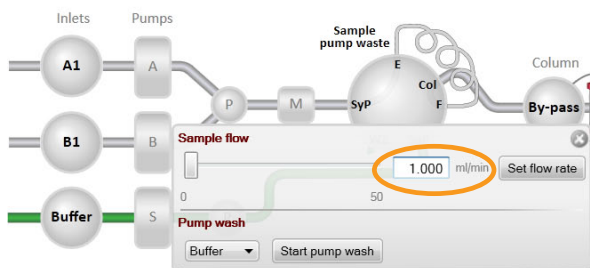 Inlets
Pumps
Sample
pump waste
E
Column
A1
A
Col
SyP
F
P
M
By-pass
B1
B
Sample flow
1.000 ml/min
Set flow rate
0
50
Buffer
S
Pump wash
Buffer
Start pump wash